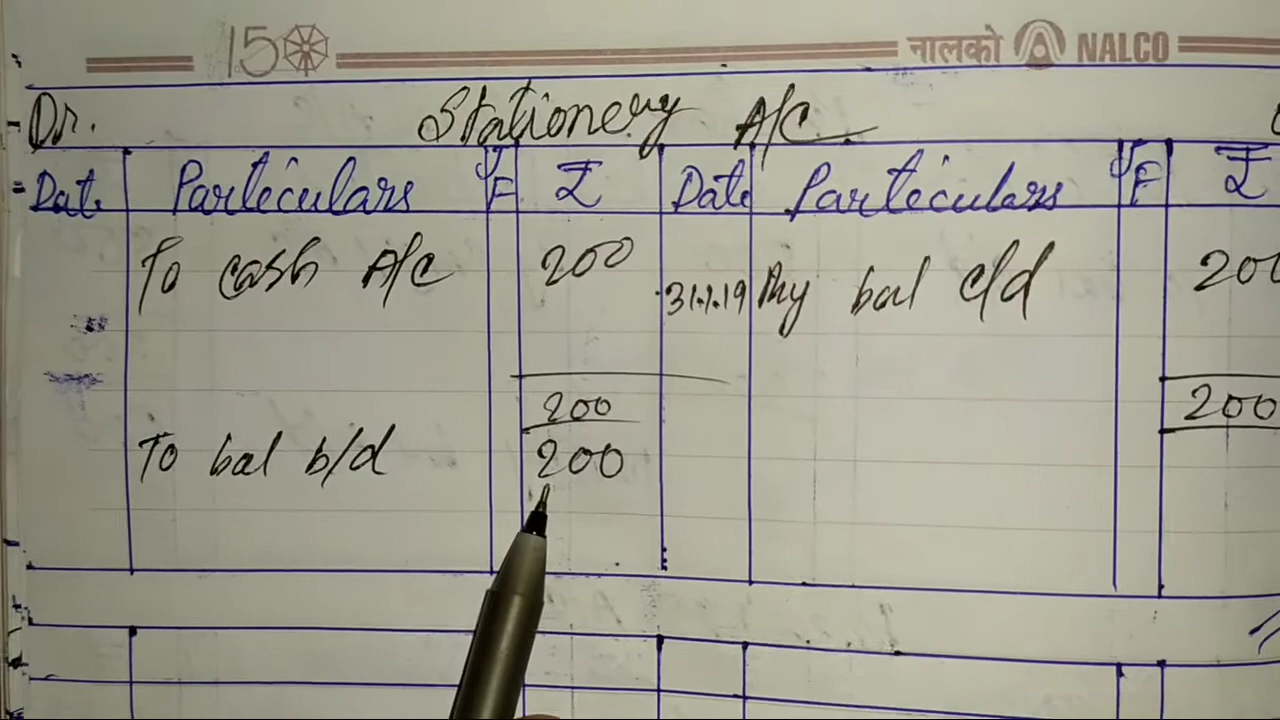 150 नालको NALCO
Dr. Stationery A/C
Date Particulars J F ₹ Date Particulars J F ₹
To cash A/C 200 31.1.19 By bal c/d 200
200 200
To bal b/d 200